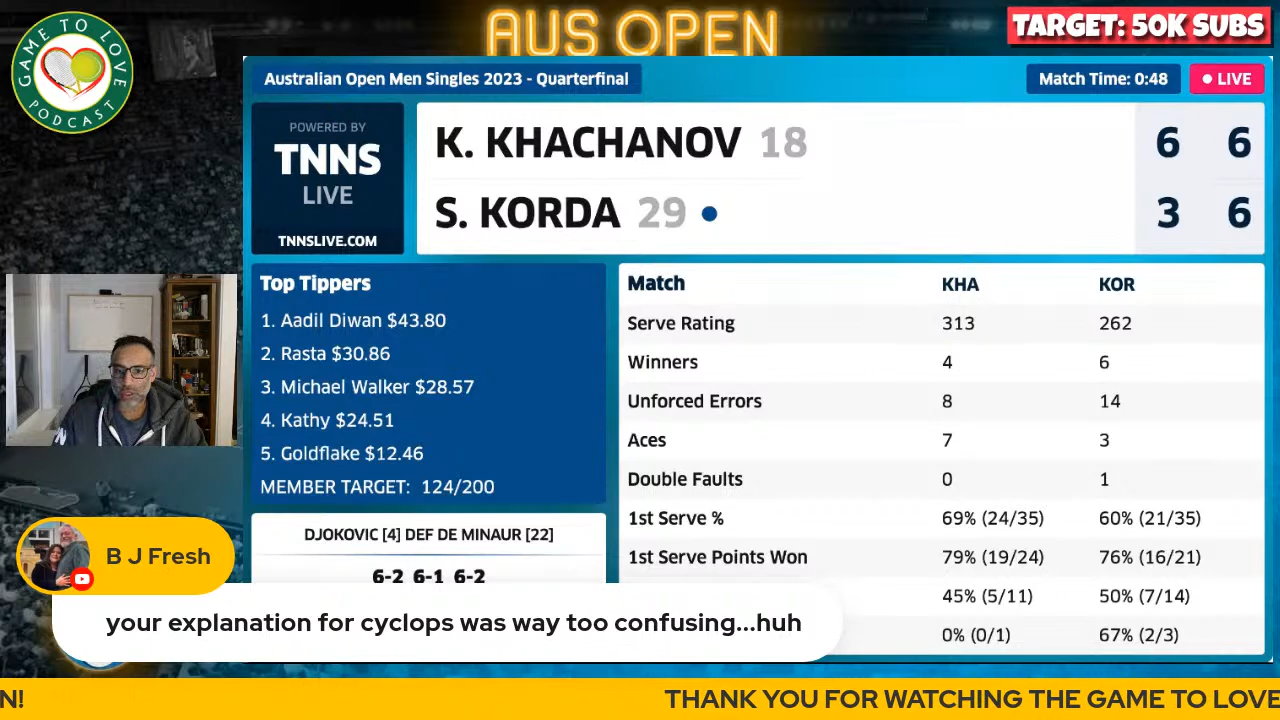 AUS OPEN
TARGET: 50K SUBS
GAME TO LOVE
PODCAST
Australian Open Men Singles 2023 - Quarterfinal
Match Time: 0:48
LIVE
POWERED BY
TNNS
LIVE
TNNSLIVE.COM
K. KHACHANOV 18 6 6
S. KORDA 29 3 6
Top Tippers
1. Aadil Diwan $43.80
2. Rasta $30.86
3. Michael Walker $28.57
4. Kathy $24.51
5. Goldflake $12.46
MEMBER TARGET: 124/200
DJOKOVIC [4] DEF DE MINAUR [22]
6-2 6-1 6-2
Match KHA KOR
Serve Rating 313 262
Winners 4 6
Unforced Errors 8 14
Aces 7 3
Double Faults 0 1
1st Serve % 69% (24/35) 60% (21/35)
1st Serve Points Won 79% (19/24) 76% (16/21)
45% (5/11) 50% (7/14)
0% (0/1) 67% (2/3)
B J Fresh
your explanation for cyclops was way too confusing...huh
N! THANK YOU FOR WATCHING THE GAME TO LOVE